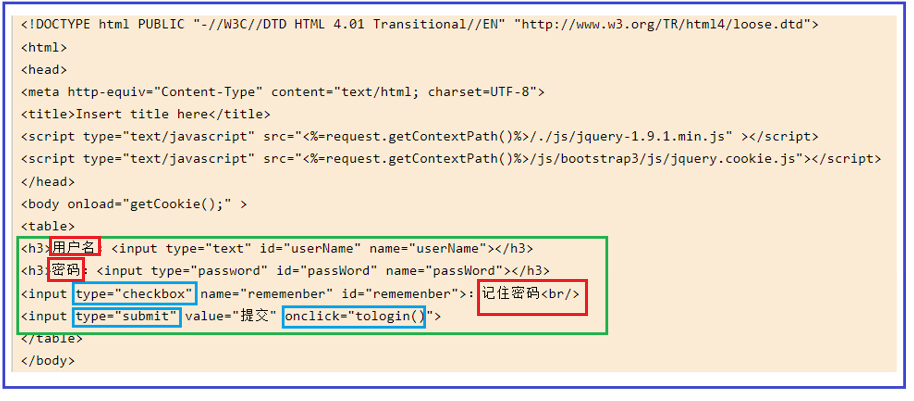 <!DOCTYPE html PUBLIC "-//W3C//DTD HTML 4.01 Transitional//EN" "http://www.w3.org/TR/html4/loose.dtd">
<html>
<head>
<meta http-equiv="Content-Type" content="text/html; charset=UTF-8">
<title>Insert title here</title>
<script type="text/javascript" src="<%=request.getContextPath()%>/./js/jquery-1.9.1.min.js" ></script>
<script type="text/javascript" src="<%=request.getContextPath()%>/js/bootstrap3/js/jquery.cookie.js"></script>
</head>
<body onload="getCookie();" >
<table>
<h3>用户名: <input type="text" id="userName" name="userName"></h3>
<h3>密码: <input type="password" id="passWord" name="passWord"></h3>
<input type="checkbox" name="rememenber" id="rememenber">: 记住密码<br/>
<input type="submit" value="提交" onclick="tologin()">
</table>
</body>